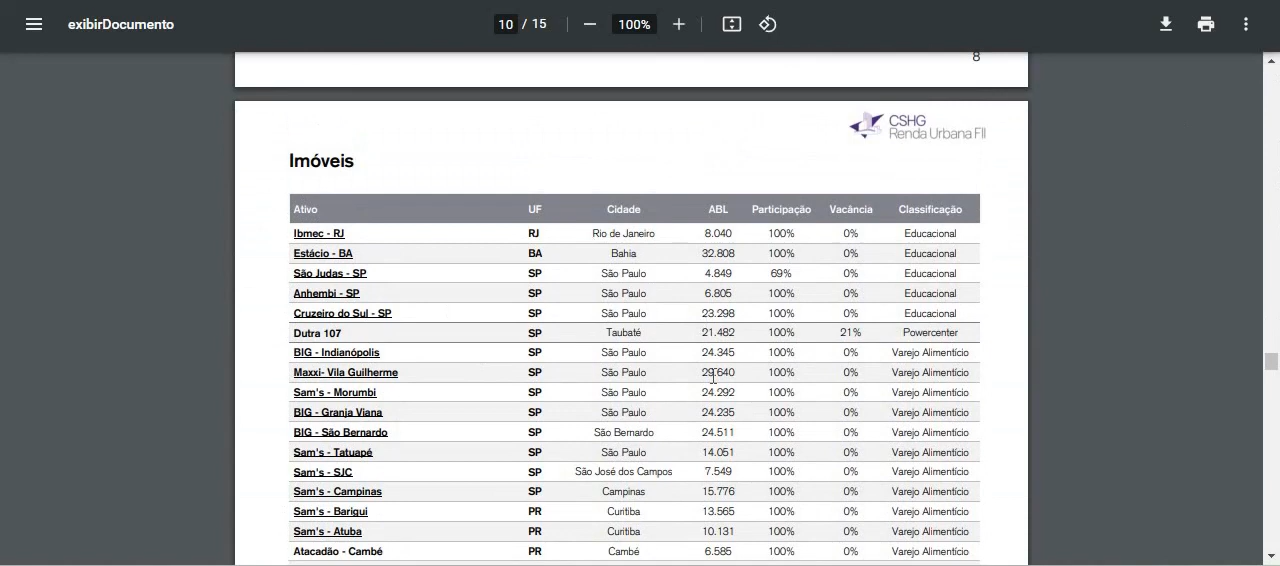 exibirDocumento 10 / 15 100%
8
CSHG
Renda Urbana FII
Imóveis
Ativo UF Cidade ABL Participação Vacância Classificação
Ibmec - RJ RJ Rio de Janeiro 8.040 100% 0% Educacional
Estácio - BA BA Bahia 32.808 100% 0% Educacional
São Judas - SP SP São Paulo 4.849 69% 0% Educacional
Anhembi - SP SP São Paulo 6.805 100% 0% Educacional
Cruzeiro do Sul - SP SP São Paulo 23.298 100% 0% Educacional
Dutra 107 SP Taubaté 21.482 100% 21% Powercenter
BIG - Indianópolis SP São Paulo 24.345 100% 0% Varejo Alimentício
Maxxi- Vila Guilherme SP São Paulo 29.640 100% 0% Varejo Alimentício
Sam's - Morumbi SP São Paulo 24.292 100% 0% Varejo Alimentício
BIG - Granja Viana SP São Paulo 24.235 100% 0% Varejo Alimentício
BIG - São Bernardo SP São Bernardo 24.511 100% 0% Varejo Alimentício
Sam's - Tatuapé SP São Paulo 14.051 100% 0% Varejo Alimentício
Sam's - SJC SP São José dos Campos 7.549 100% 0% Varejo Alimentício
Sam's - Campinas SP Campinas 15.776 100% 0% Varejo Alimentício
Sam's - Barigui PR Curitiba 13.565 100% 0% Varejo Alimentício
Sam's - Atuba PR Curitiba 10.131 100% 0% Varejo Alimentício
Atacadão - Cambé PR Cambé 6.585 100% 0% Varejo Alimentício